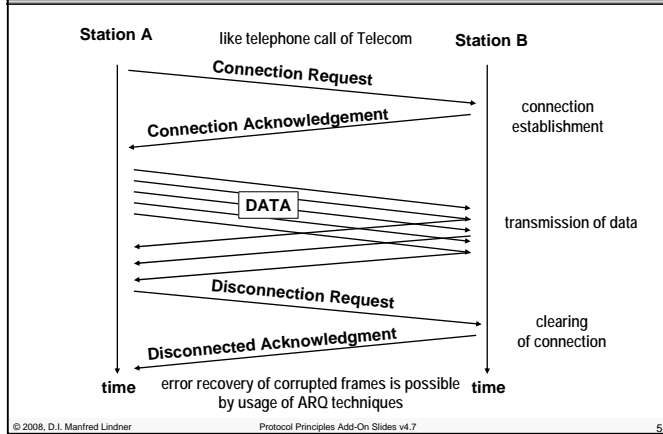 Station A
like telephone call of Telecom
Station B
Connection Request
connection
establishment
Connection Acknowledgement
DATA
transmission of data
Disconnection Request
clearing
of connection
Disconnected Acknowledgment
time
error recovery of corrupted frames is possible
by usage of ARQ techniques
time
© 2008, D.I. Manfred Lindner
Protocol Principles Add-On Slides v4.7
5